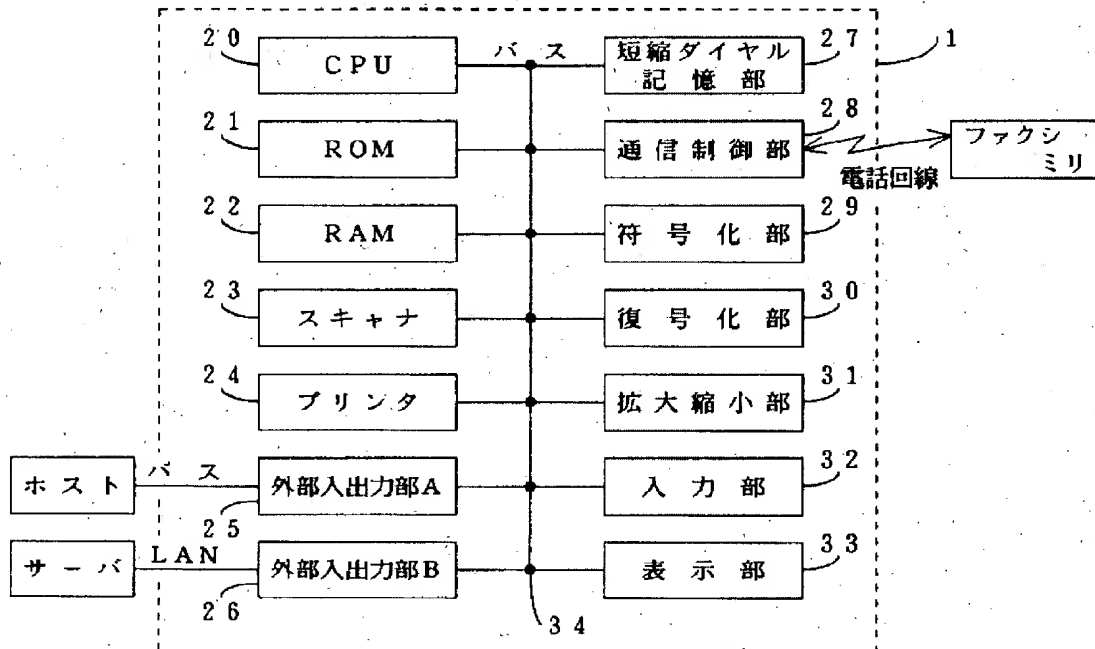 20
CPU
バス
短縮ダイヤル
記憶部
27
1
21
ROM
通信制御部
28
ファクシ
ミリ
電話回線
22
RAM
符号化部
29
23
スキャナ
復号化部
30
24
プリンタ
拡大縮小部
31
ホスト
バス
外部入出力部A
25
入力部
32
サーバ
LAN
外部入出力部B
26
表示部
33
34